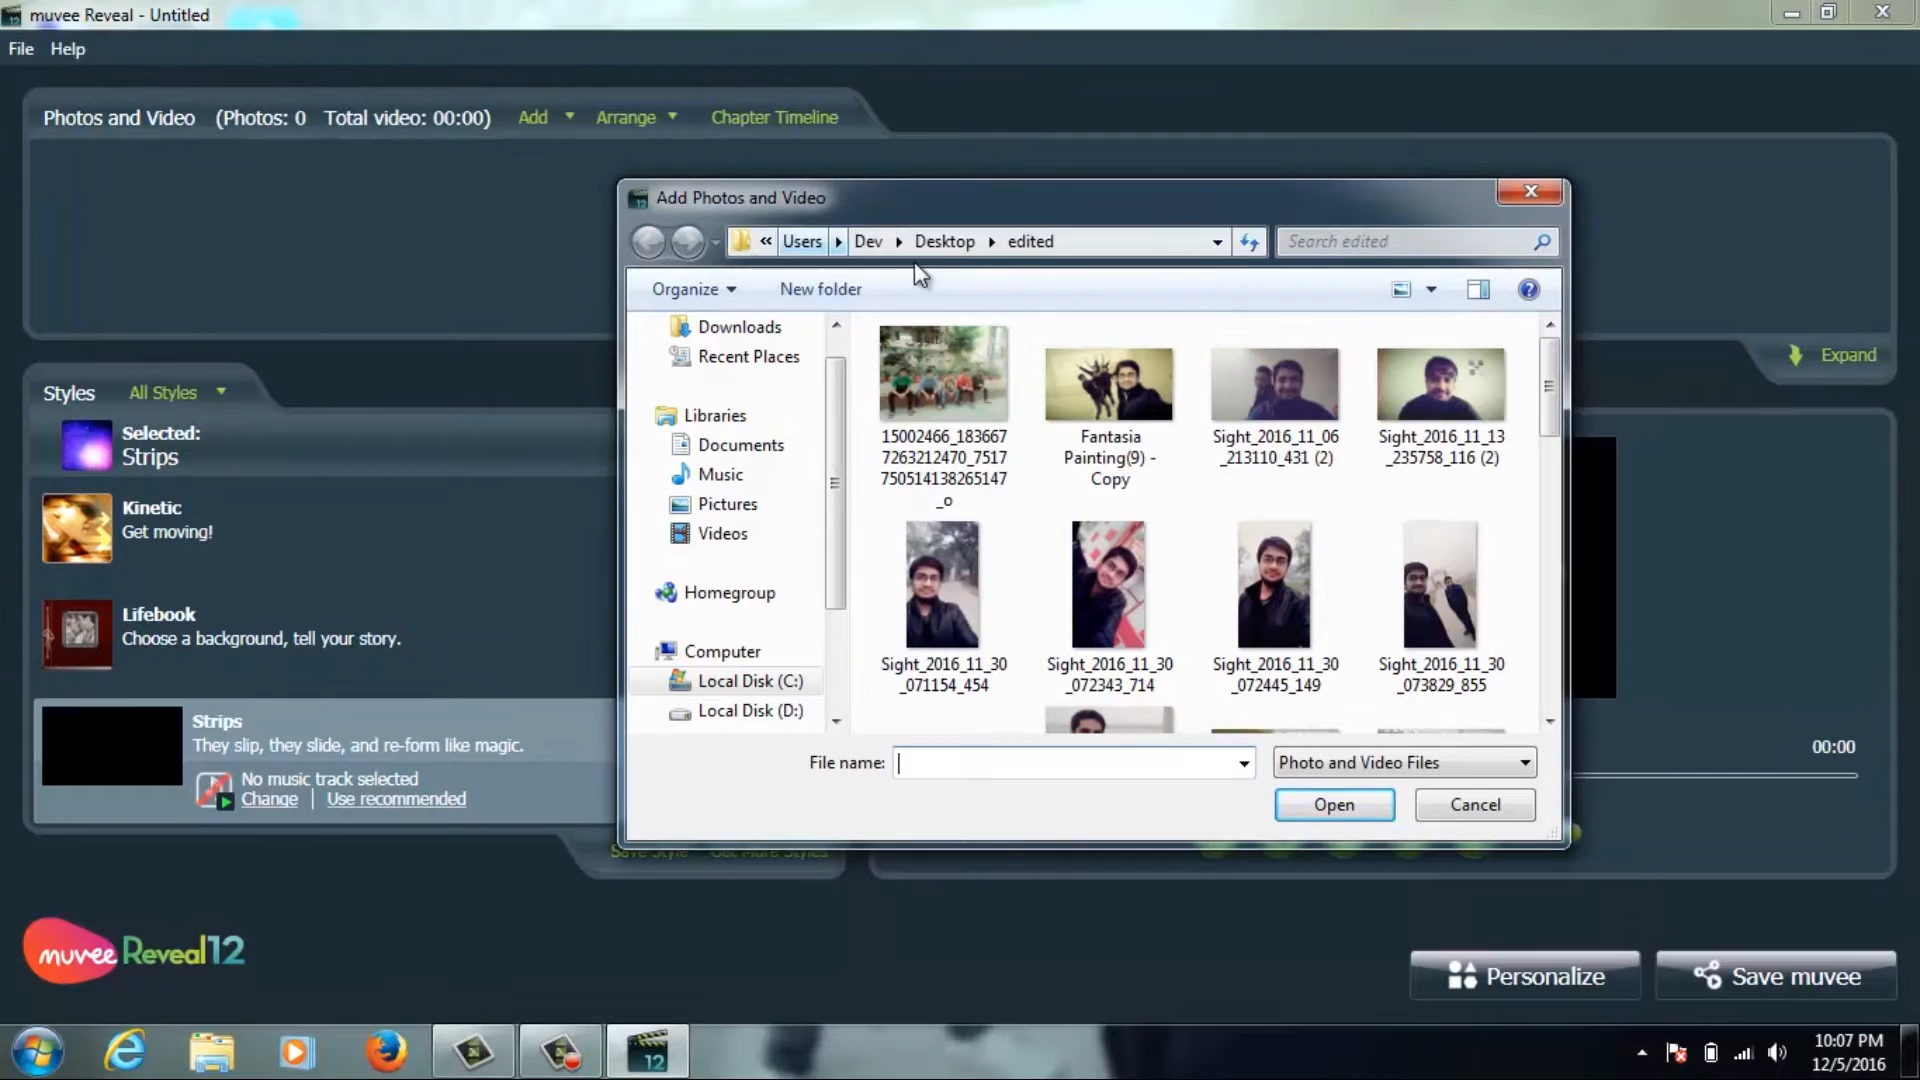 muvee Reveal - Untitled
File Help
Photos and Video (Photos: 0 Total video: 00:00) Add Arrange Chapter Timeline
Add Photos and Video
« Users Dev Desktop edited
Search edited
Organize New folder
Downloads
Recent Places
Libraries
Documents
Music
Pictures
Videos
Homegroup
Computer
Local Disk (C:)
Local Disk (D:)
15002466_183667
7263212470_7517
750514138265147
_o
Fantasia
Painting(9) -
Copy
Sight_2016_11_06
_213110_431 (2)
Sight_2016_11_13
_235758_116 (2)
Sight_2016_11_30
_071154_454
Sight_2016_11_30
_072343_714
Sight_2016_11_30
_072445_149
Sight_2016_11_30
_073829_855
File name:
Photo and Video Files
Open Cancel
Expand
Styles All Styles
Selected:
Strips
Kinetic
Get moving!
Lifebook
Choose a background, tell your story.
Strips
They slip, they slide, and re-form like magic.
No music track selected
Change | Use recommended
Save Style Get More Styles
00:00
muvee Reveal12
Personalize
Save muvee
12
10:07 PM
12/5/2016